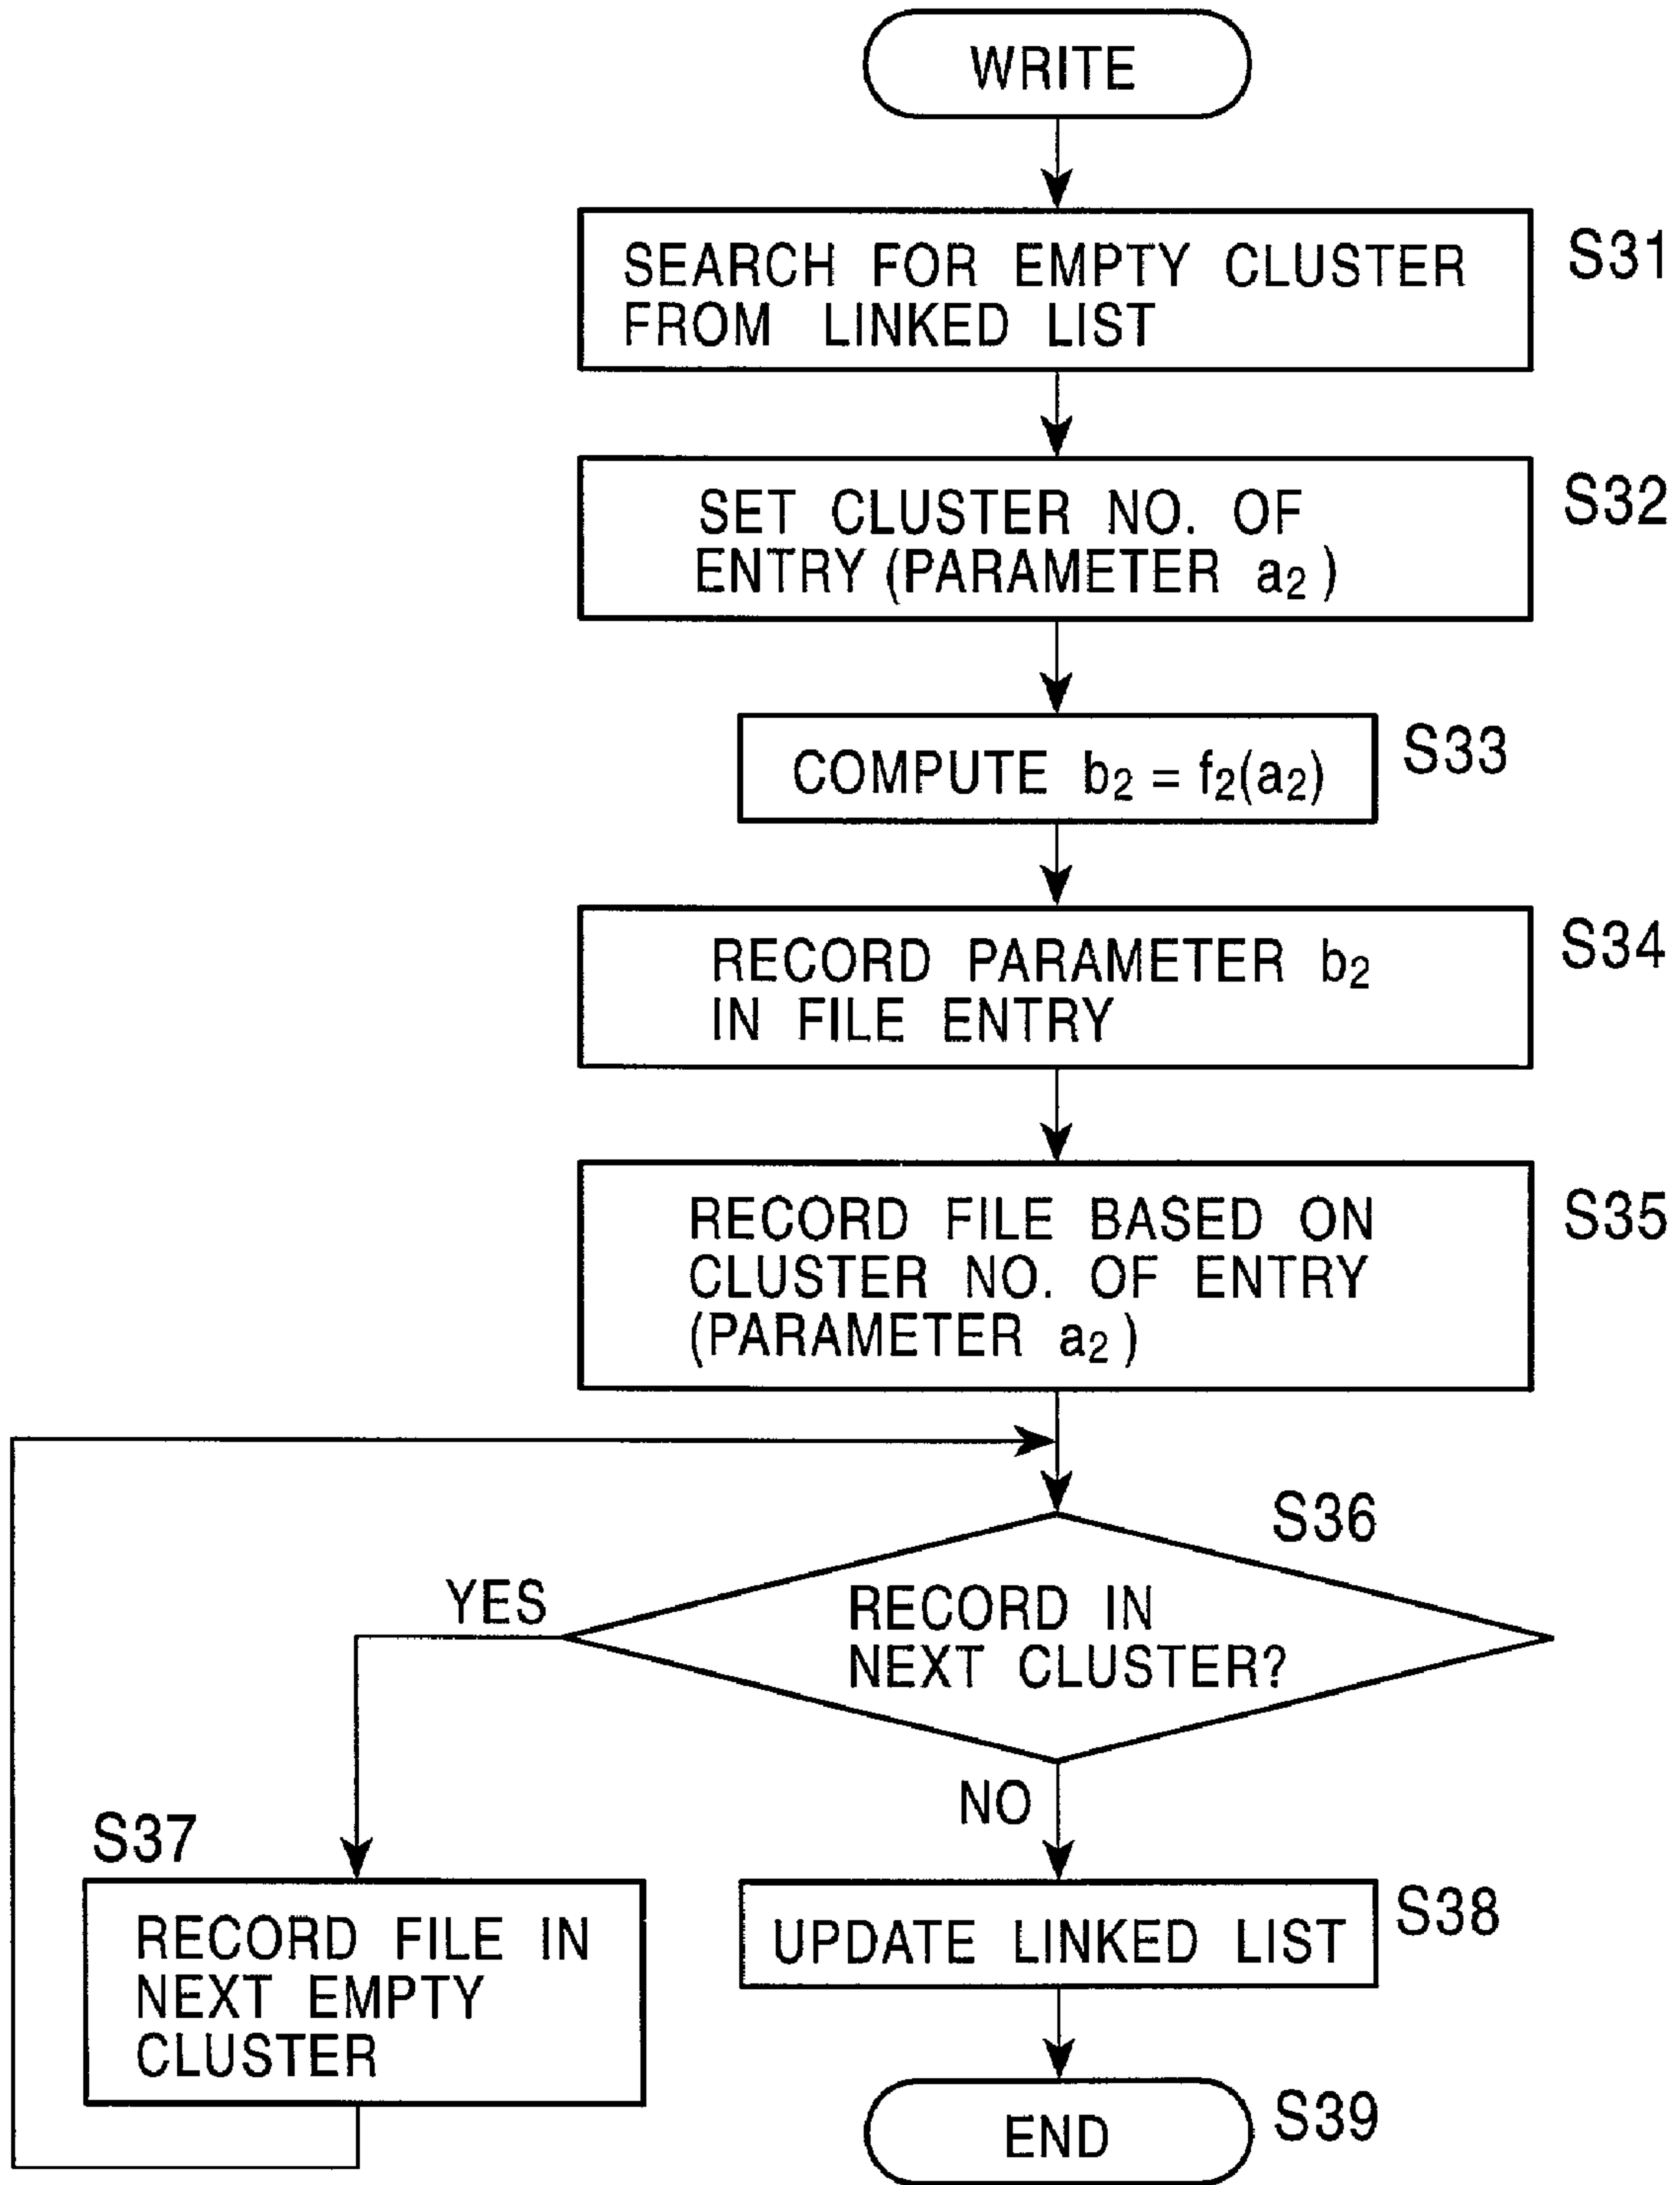 WRITE
SEARCH FOR EMPTY CLUSTER
FROM LINKED LIST
S31
SET CLUSTER NO. OF
ENTRY (PARAMETER a₂)
S32
COMPUTE b₂ = f₂(a₂)
S33
RECORD PARAMETER b₂
IN FILE ENTRY
S34
RECORD FILE BASED ON
CLUSTER NO. OF ENTRY
(PARAMETER a₂)
S35
S36
RECORD IN
NEXT CLUSTER?
YES
NO
S37
RECORD FILE IN
NEXT EMPTY
CLUSTER
UPDATE LINKED LIST
S38
END
S39